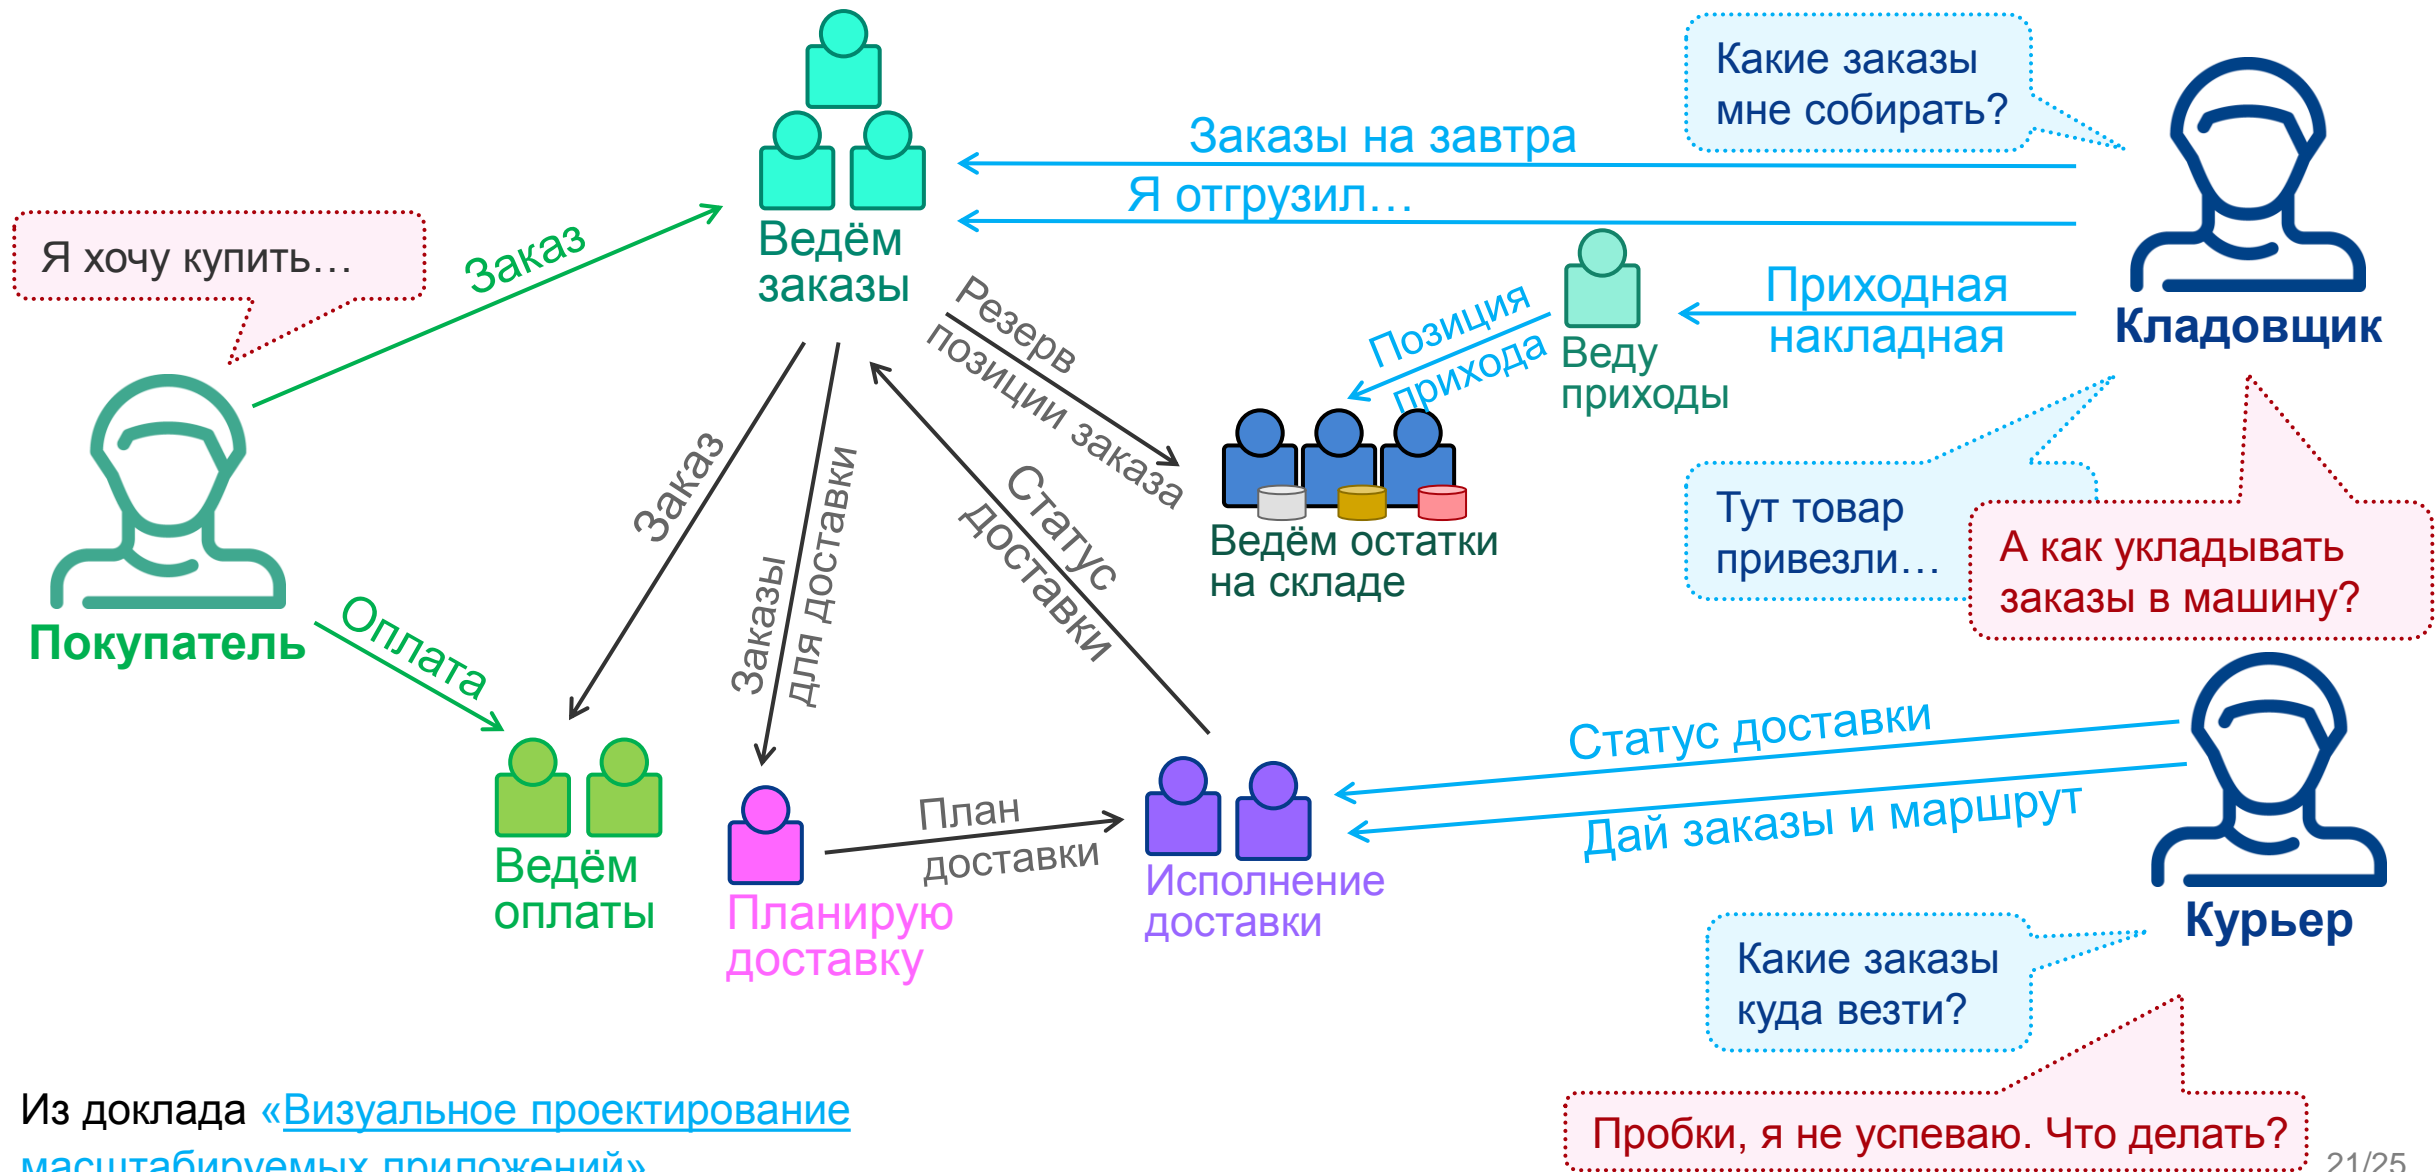 Какие заказы
мне собирать?
Заказы на завтра
Я отгрузил…
Ведём
заказы
Я хочу купить…
Заказ
Приходная
накладная
Кладовщик
Позиция
прихода
Веду
приходы
Резерв
позиции заказа
Ведём остатки
на складе
Тут товар
привезли…
А как укладывать
заказы в машину?
Покупатель
Оплата
Заказ
Заказы
для доставки
Статус
доставки
Статус доставки
Дай заказы и маршрут
План
доставки
Ведём
оплаты
Планирую
доставку
Исполнение
доставки
Курьер
Какие заказы
куда везти?
Пробки, я не успеваю. Что делать?
Из доклада «Визуальное проектирование
масштабируемых приложений»
21/25